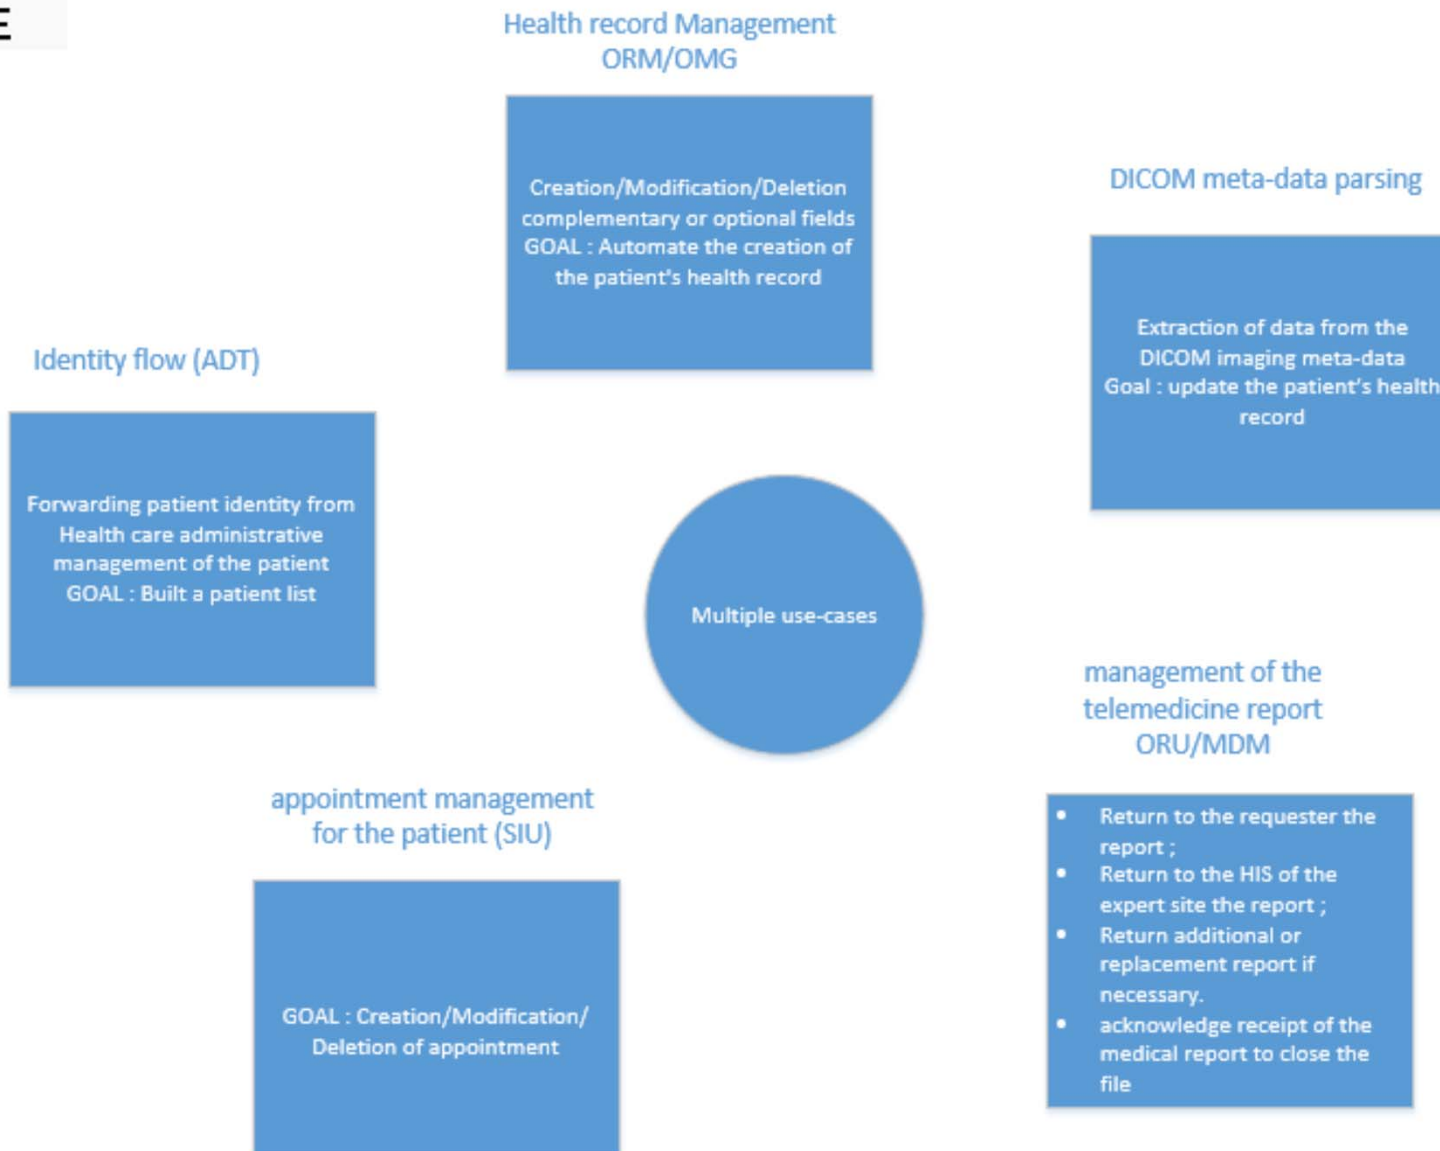 E
Health record Management
ORM/OMG
Creation/Modification/Deletion
complementary or optional fields
GOAL : Automate the creation of
the patient's health record
DICOM meta-data parsing
Extraction of data from the
DICOM imaging meta-data
Goal : update the patient's health
record
Identity flow (ADT)
Forwarding patient identity from
Health care administrative
management of the patient
GOAL : Built a patient list
Multiple use-cases
management of the
telemedicine report
ORU/MDM
• Return to the requester the
report ;
• Return to the HIS of the
expert site the report ;
• Return additional or
replacement report if
necessary.
• acknowledge receipt of the
medical report to close the
file
appointment management
for the patient (SIU)
GOAL : Creation/Modification/
Deletion of appointment